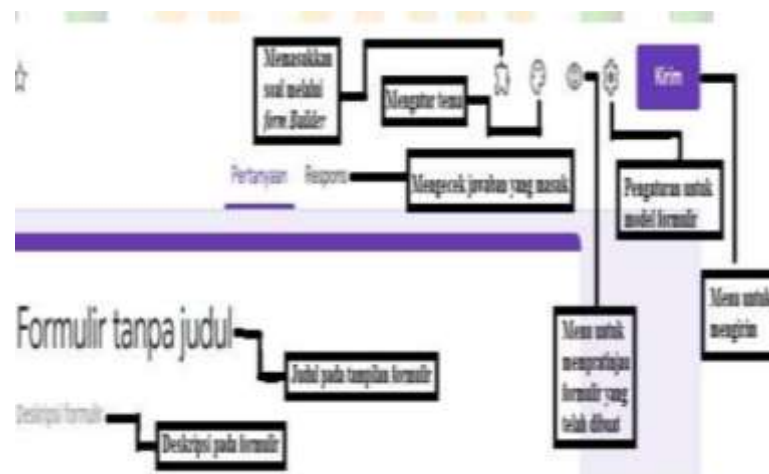 Memasukkan
soal melalui
form Builder
Mengatur tema
Kirim
Pertanyaan Respons
Mengecek jawaban yang masuk
Pengaturan untuk
model formulir
Menu untuk
mengirim
Formulir tanpa judul
Judul pada tampilan formulir
Menu untuk
mempratinjau
formulir yang
telah dibuat
Deskripsi formulir
Deskripsi pada formulir